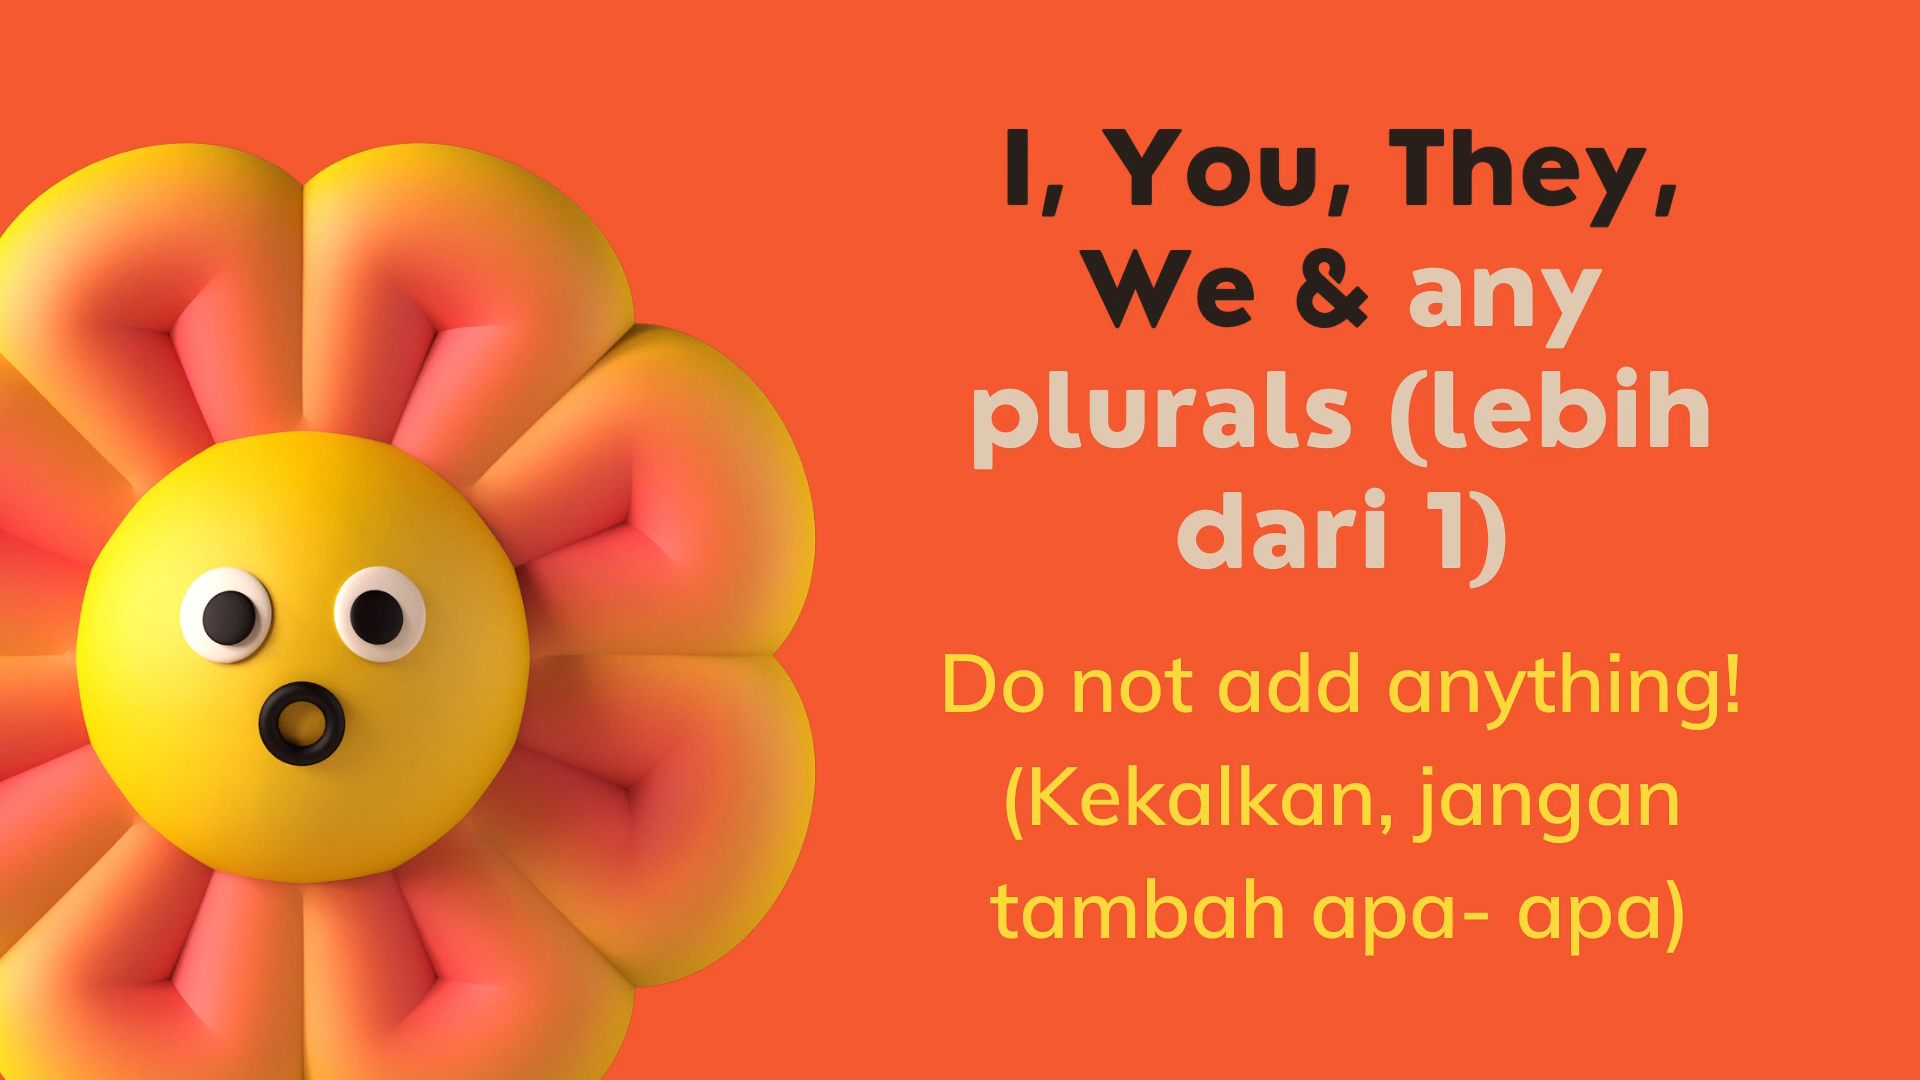 I, You, They,
We & any
plurals (lebih
dari 1)
Do not add anything!
(Kekalkan, jangan
tambah apa- apa)